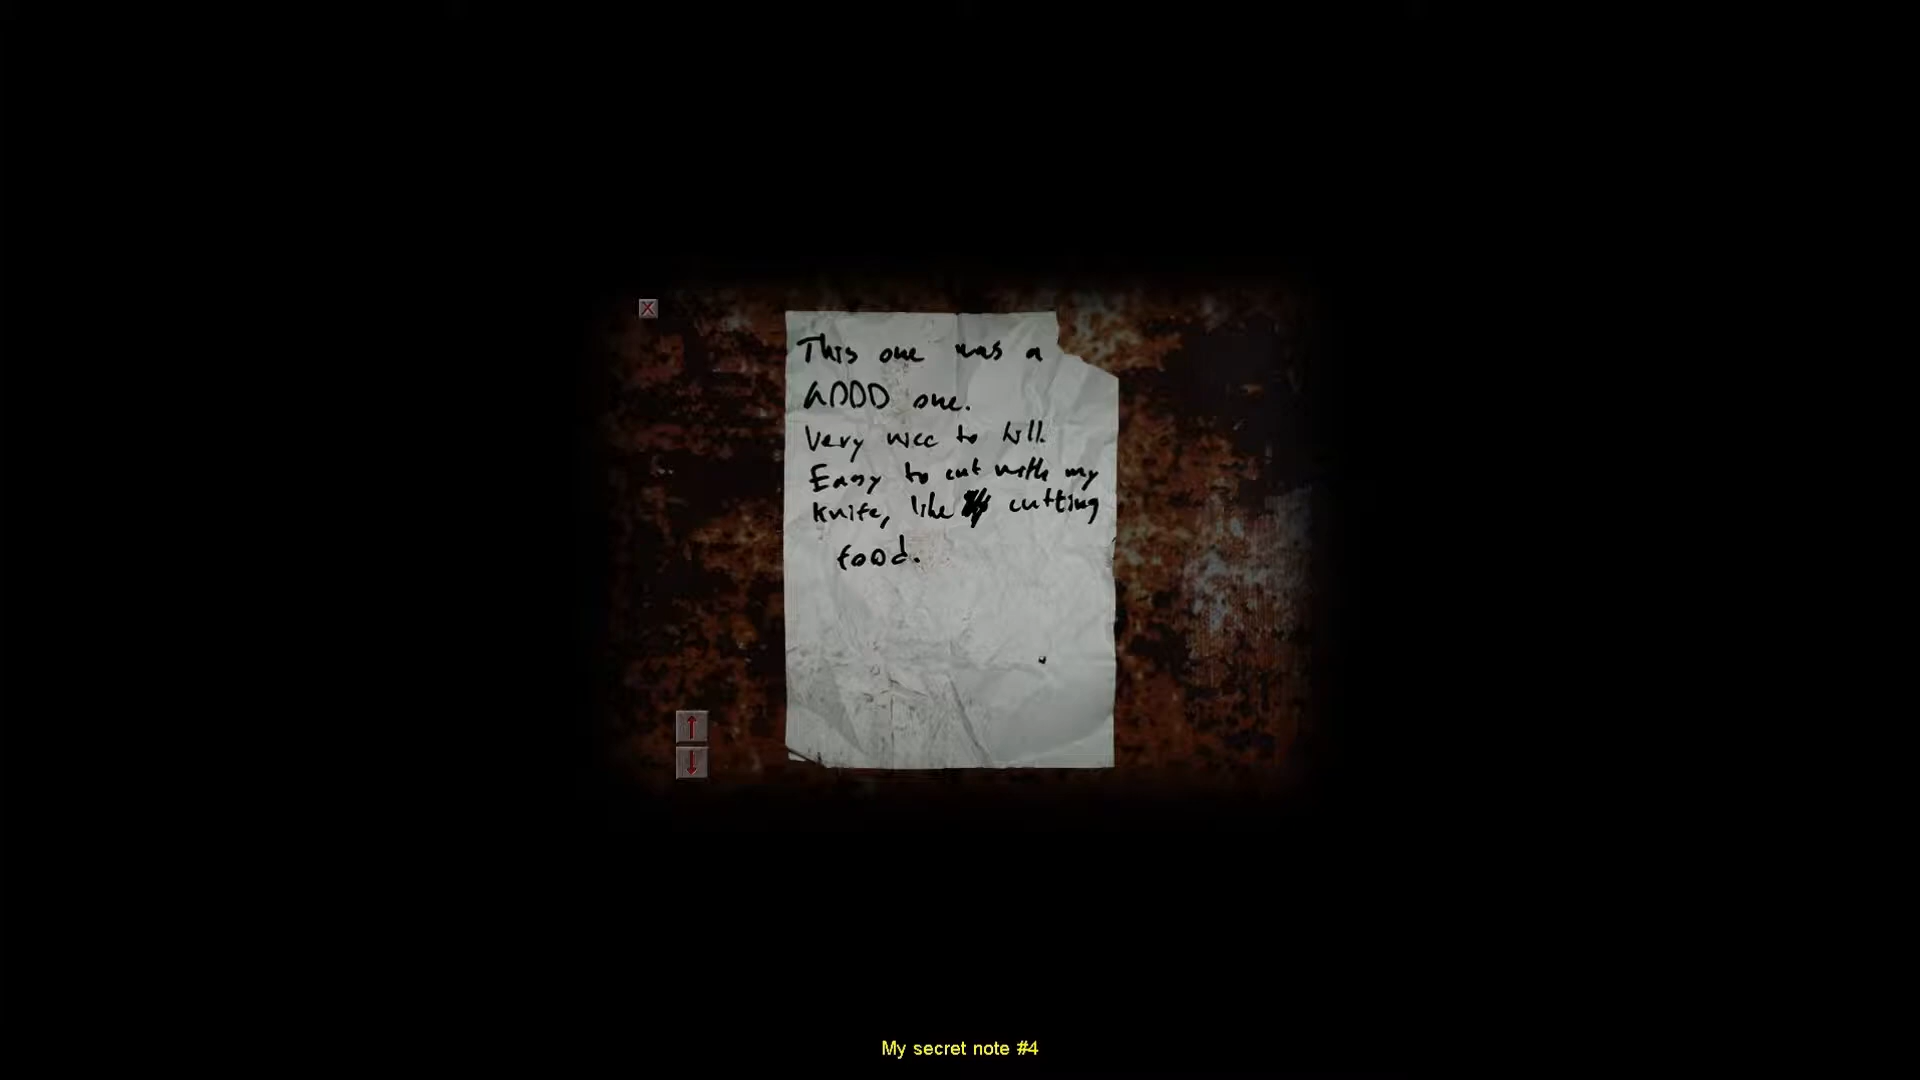 This one was a
GOOD one.
Very nice to kill.
Easy to cut with my
knife, like cutting
food.
My secret note #4